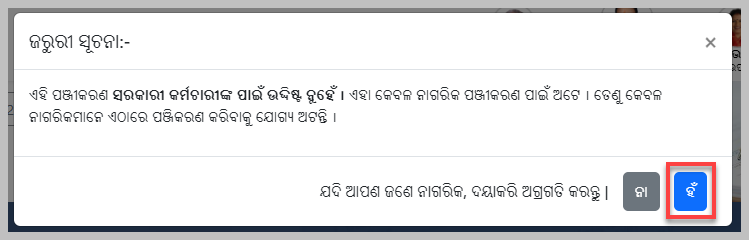 ଜରୁରୀ ସୂଚନା:-
×
ଏହି ପଞ୍ଜୀକରଣ ସରକାରୀ କର୍ମଚାରୀଙ୍କ ପାଇଁ ଉଦ୍ଦିଷ୍ଟ ନୁହେଁ । ଏହା କେବଳ ନାଗରିକ ପଞ୍ଜୀକରଣ ପାଇଁ ଅଟେ । ତେଣୁ କେବଳ
ନାଗରିକମାନେ ଏଠାରେ ପଞ୍ଜିକରଣ କରିବାକୁ ଯୋଗ୍ୟ ଅଟନ୍ତି ।
ଯଦି ଆପଣ ଜଣେ ନାଗରିକ, ଦୟାକରି ଅଗ୍ରଗତି କରନ୍ତୁ | ନା ହଁ